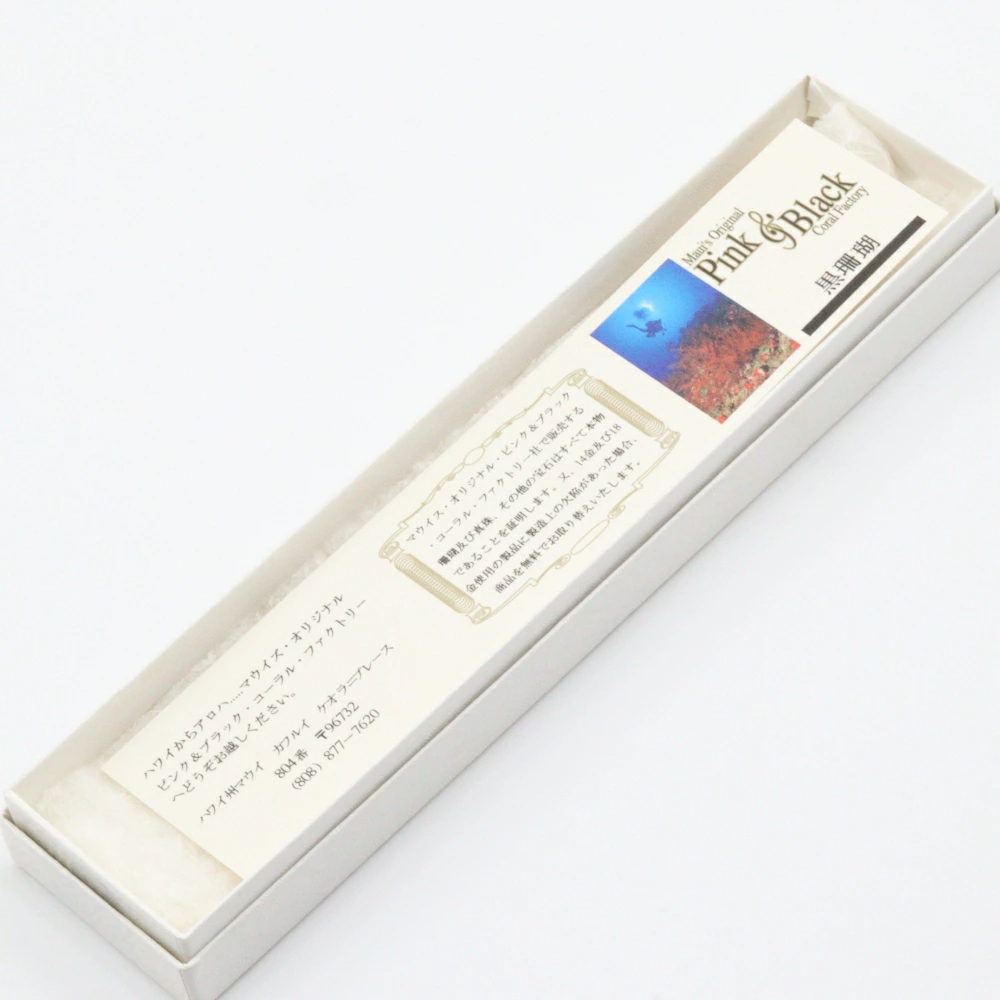 Maui's Original
Pink & Black
Coral Factory
黒珊瑚
マウイズ・オリジナル・ピンク&ブラック
・コーラル・ファクトリー社で販売する
珊瑚及び真珠、その他の宝石はすべて本物
であることを証明します。又、14金及び18
金使用の製品に製造上の欠陥があった場合、
商品を無料でお取り替えいたします。
ハワイからアロハ.....マウイズ・オリジナル
ピンク&ブラック・コーラル・ファクトリー
へどうぞお越しください。
ハワイ州マウイ カフルイ ケオラニプレース
804番 〒96732
(808) 877-7620